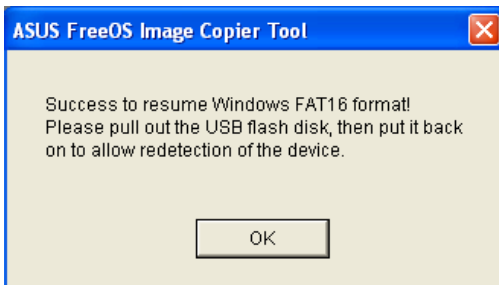 ASUS FreeOS Image Copier Tool
Success to resume Windows FAT16 format!
Please pull out the USB flash disk, then put it back
on to allow redetection of the device.
OK